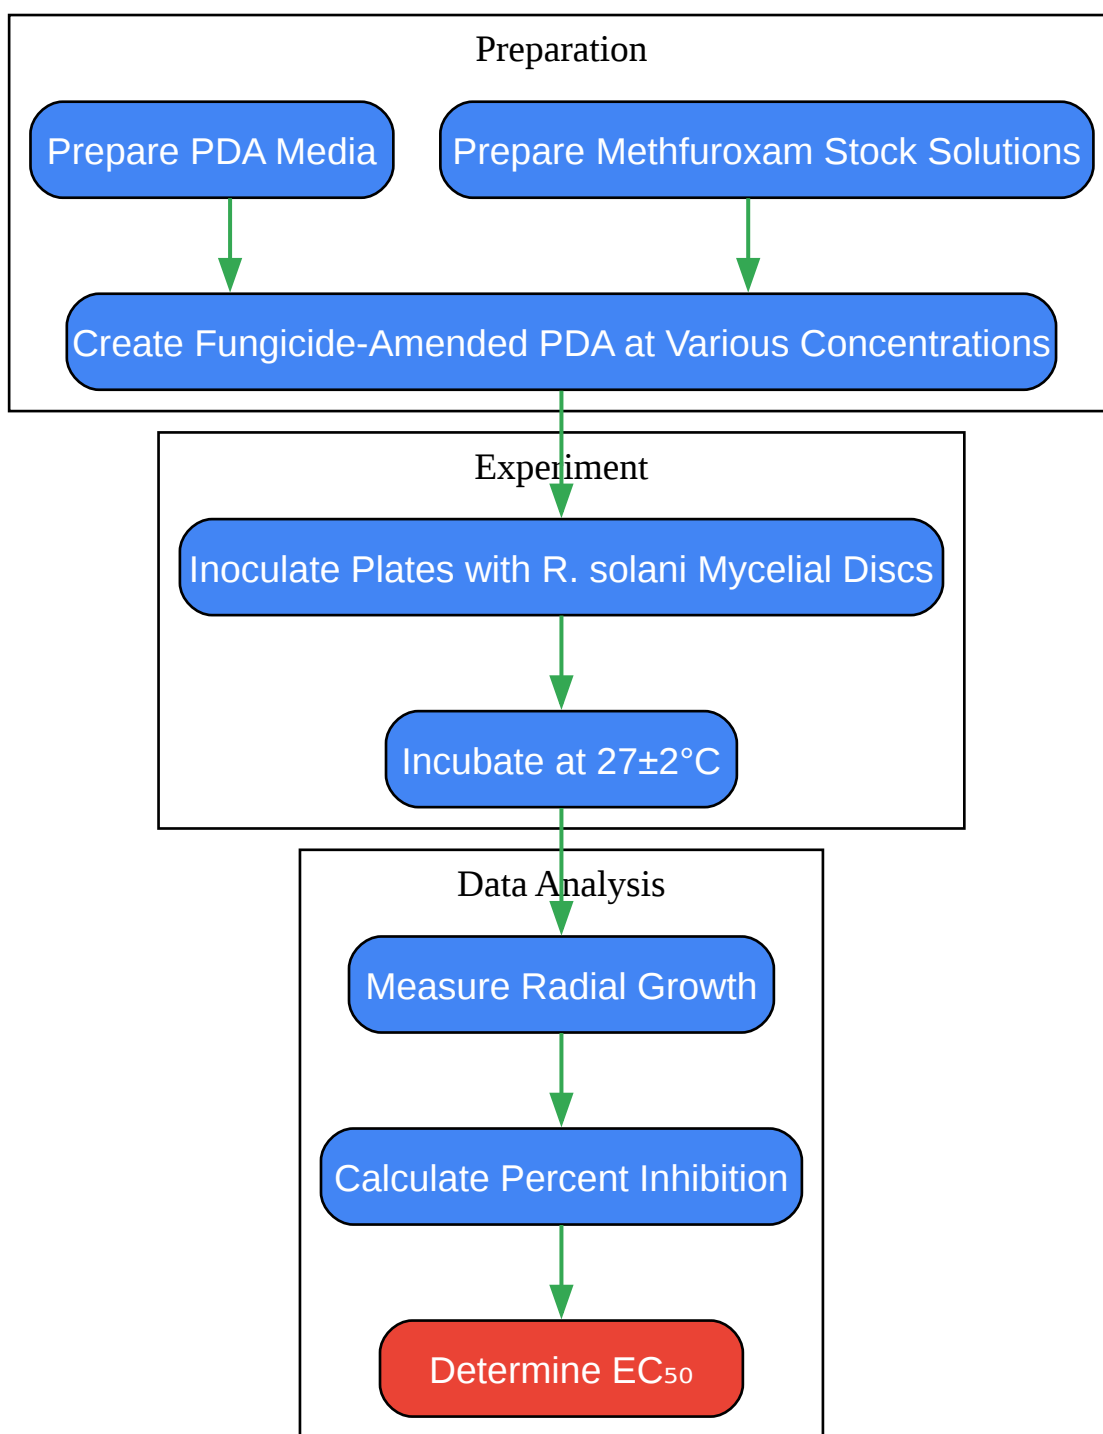 Preparation
Prepare PDA Media
Prepare Methfuroxam Stock Solutions
Create Fungicide-Amended PDA at Various Concentrations
Experiment
Inoculate Plates with R. solani Mycelial Discs
Incubate at 27±2°C
Data Analysis
Measure Radial Growth
Calculate Percent Inhibition
Determine EC₅₀